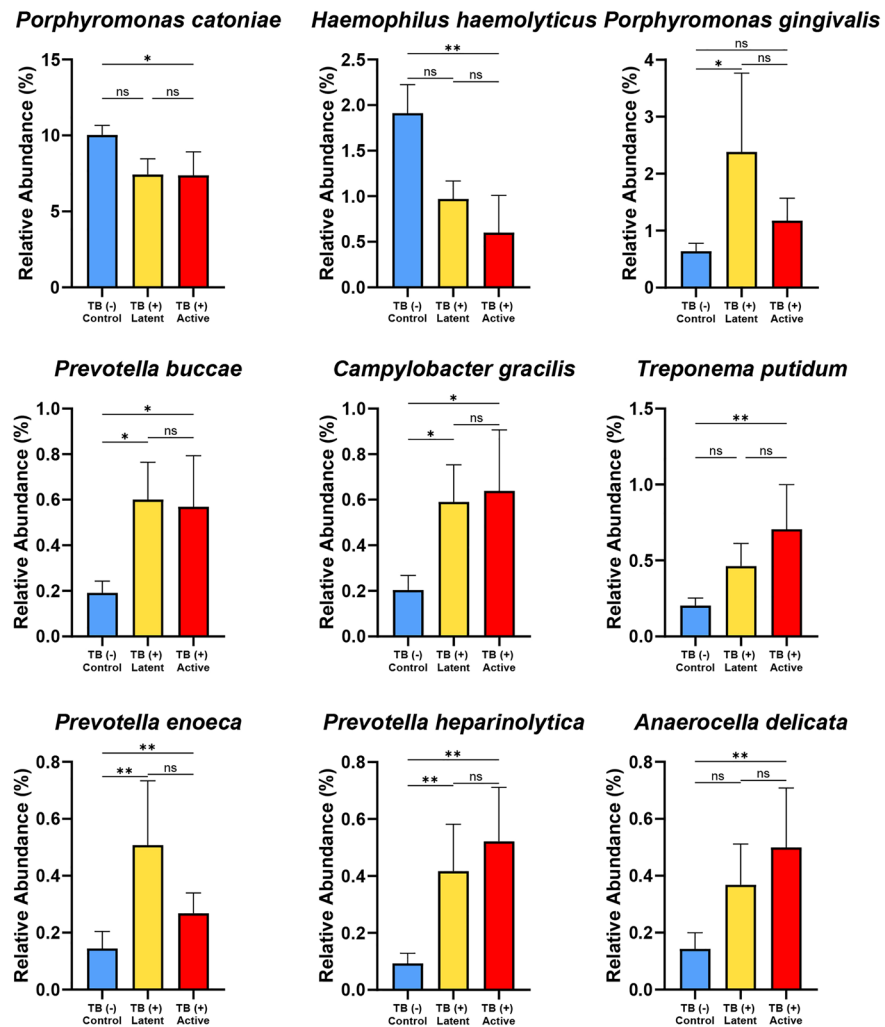 Porphyromonas catoniae
Relative Abundance (%)
15
10
5
0
*
ns
ns
TB (-) Control
TB (+) Latent
TB (+) Active
Haemophilus haemolyticus
Relative Abundance (%)
2.5
2.0
1.5
1.0
0.5
0.0
**
ns
ns
TB (-) Control
TB (+) Latent
TB (+) Active
Porphyromonas gingivalis
Relative Abundance (%)
4
3
2
1
0
ns
*
ns
TB (-) Control
TB (+) Latent
TB (+) Active
Prevotella buccae
Relative Abundance (%)
1.0
0.8
0.6
0.4
0.2
0.0
*
*
ns
TB (-) Control
TB (+) Latent
TB (+) Active
Campylobacter gracilis
Relative Abundance (%)
1.0
0.8
0.6
0.4
0.2
0.0
*
*
ns
TB (-) Control
TB (+) Latent
TB (+) Active
Treponema putidum
Relative Abundance (%)
1.5
1.0
0.5
0.0
**
ns
ns
TB (-) Control
TB (+) Latent
TB (+) Active
Prevotella enoeca
Relative Abundance (%)
0.8
0.6
0.4
0.2
0.0
**
**
ns
TB (-) Control
TB (+) Latent
TB (+) Active
Prevotella heparinolytica
Relative Abundance (%)
0.8
0.6
0.4
0.2
0.0
**
**
ns
TB (-) Control
TB (+) Latent
TB (+) Active
Anaerocella delicata
Relative Abundance (%)
0.8
0.6
0.4
0.2
0.0
**
ns
ns
TB (-) Control
TB (+) Latent
TB (+) Active